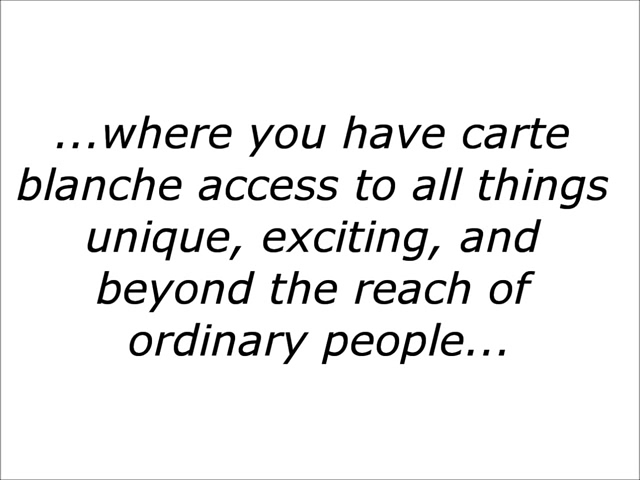 ...where you have carte
blanche access to all things
unique, exciting, and
beyond the reach of
ordinary people...